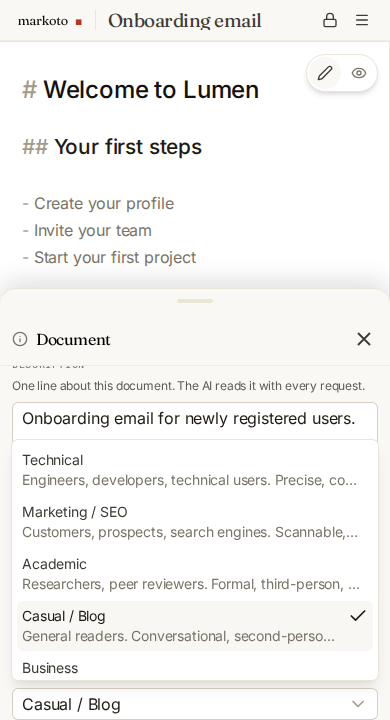 markoto
Onboarding email
# Welcome to Lumen
## Your first steps
- Create your profile
- Invite your team
- Start your first project
Document
DESCRIPTION
One line about this document. The AI reads it with every request.
Onboarding email for newly registered users.
Technical
Engineers, developers, technical users. Precise, co...
Marketing / SEO
Customers, prospects, search engines. Scannable,...
Academic
Researchers, peer reviewers. Formal, third-person, ...
Casual / Blog
General readers. Conversational, second-perso...
Business
Casual / Blog